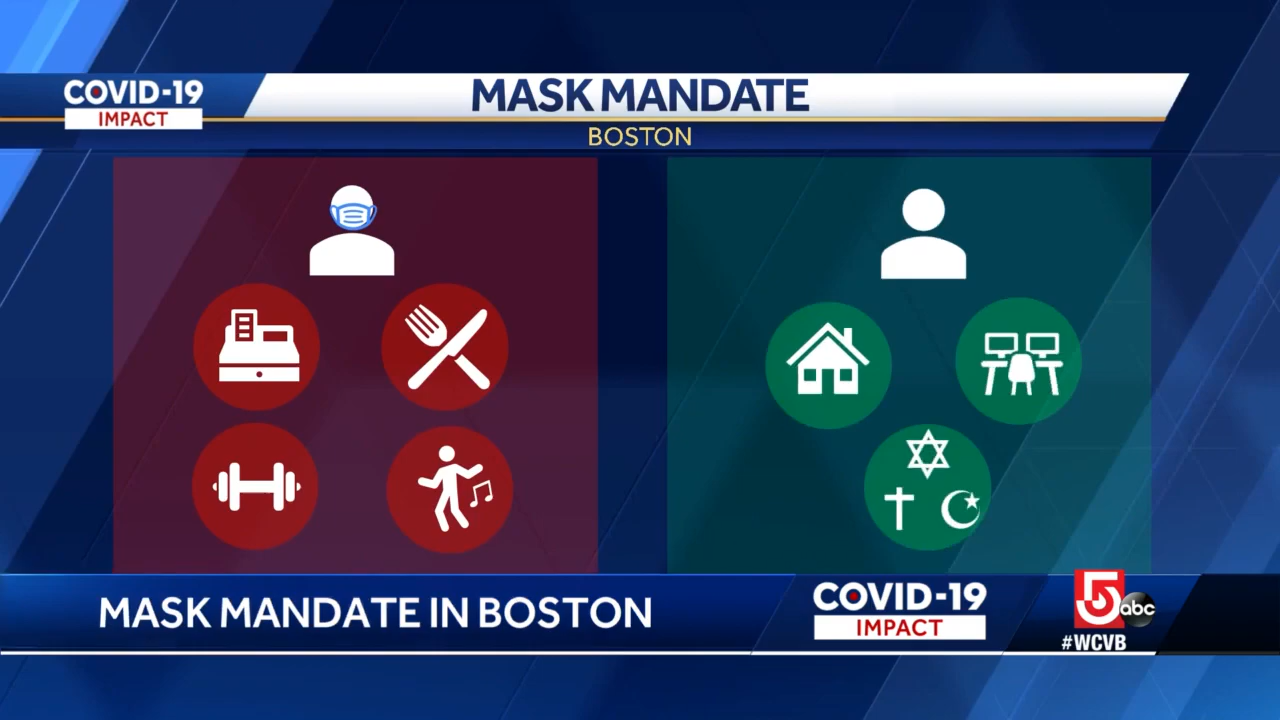 COVID-19
IMPACT
MASK MANDATE
BOSTON
MASK MANDATE IN BOSTON
COVID-19
IMPACT
5
abc
#WCVB